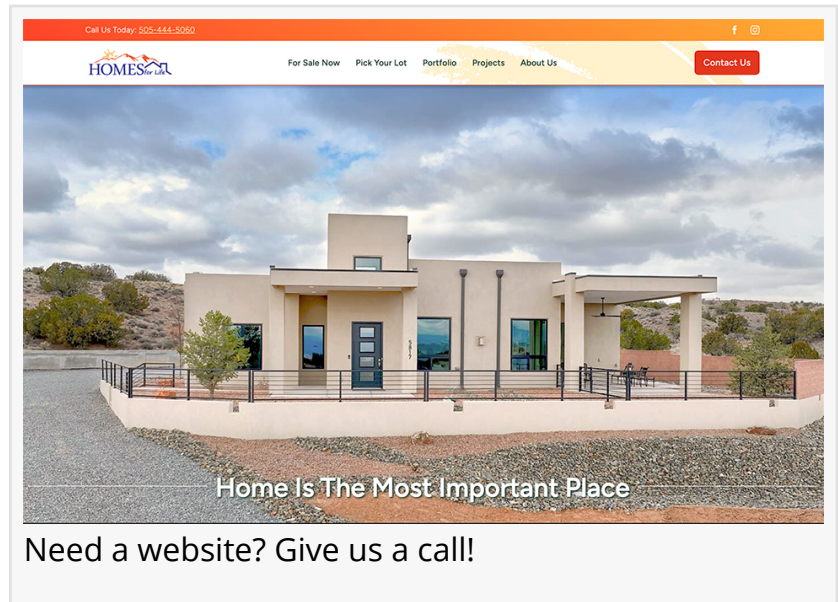 Call Us Today: 505-444-5060
HOMES for Life
For Sale Now Pick Your Lot Portfolio Projects About Us Contact Us
5817
Home Is The Most Important Place
Need a website? Give us a call!